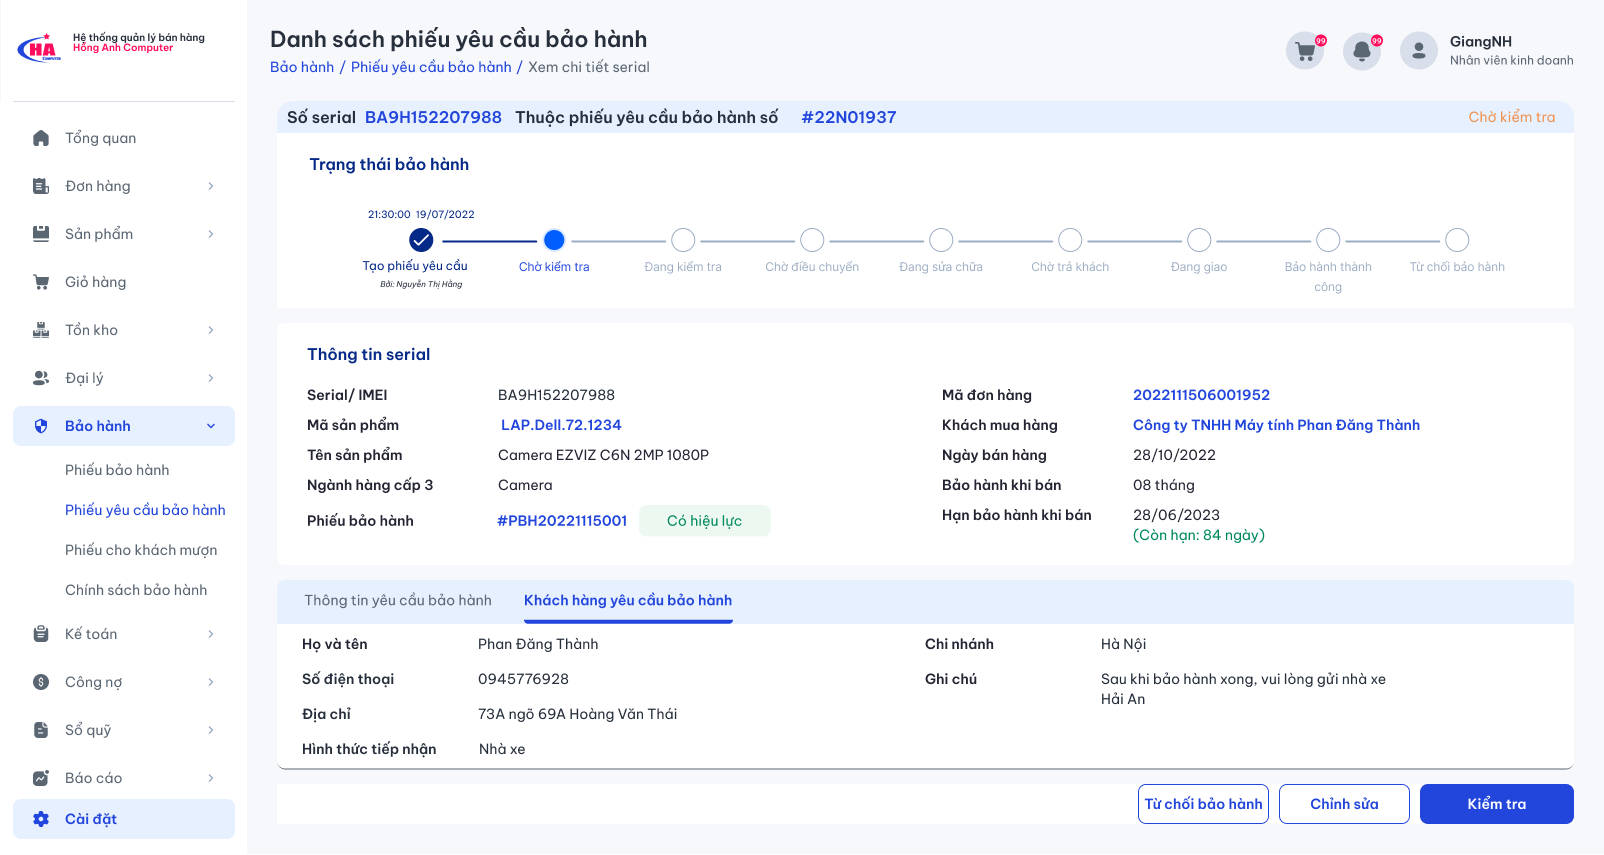 HA
COMPUTER
Hệ thống quản lý bán hàng
Hồng Anh Computer
Tổng quan
Đơn hàng
Sản phẩm
Giỏ hàng
Tồn kho
Đại lý
Bảo hành
Phiếu bảo hành
Phiếu yêu cầu bảo hành
Phiếu cho khách mượn
Chính sách bảo hành
Kế toán
Công nợ
Sổ quỹ
Báo cáo
Cài đặt
Danh sách phiếu yêu cầu bảo hành
Bảo hành / Phiếu yêu cầu bảo hành / Xem chi tiết serial
99
99
GiangNH
Nhân viên kinh doanh
Số serial BA9H152207988 Thuộc phiếu yêu cầu bảo hành số #22N01937
Chờ kiểm tra
Trạng thái bảo hành
21:30:00 19/07/2022
Tạo phiếu yêu cầu
Bởi: Nguyễn Thị Hằng
Chờ kiểm tra
Đang kiểm tra
Chờ điều chuyển
Đang sửa chữa
Chờ trả khách
Đang giao
Bảo hành thành
công
Từ chối bảo hành
Thông tin serial
Serial/ IMEI BA9H152207988
Mã sản phẩm LAP.Dell.72.1234
Tên sản phẩm Camera EZVIZ C6N 2MP 1080P
Ngành hàng cấp 3 Camera
Phiếu bảo hành #PBH20221115001 Có hiệu lực
Mã đơn hàng 2022111506001952
Khách mua hàng Công ty TNHH Máy tính Phan Đăng Thành
Ngày bán hàng 28/10/2022
Bảo hành khi bán 08 tháng
Hạn bảo hành khi bán 28/06/2023
(Còn hạn: 84 ngày)
Thông tin yêu cầu bảo hành
Khách hàng yêu cầu bảo hành
Họ và tên Phan Đăng Thành
Số điện thoại 0945776928
Địa chỉ 73A ngõ 69A Hoàng Văn Thái
Hình thức tiếp nhận Nhà xe
Chi nhánh Hà Nội
Ghi chú Sau khi bảo hành xong, vui lòng gửi nhà xe
Hải An
Từ chối bảo hành
Chỉnh sửa
Kiểm tra